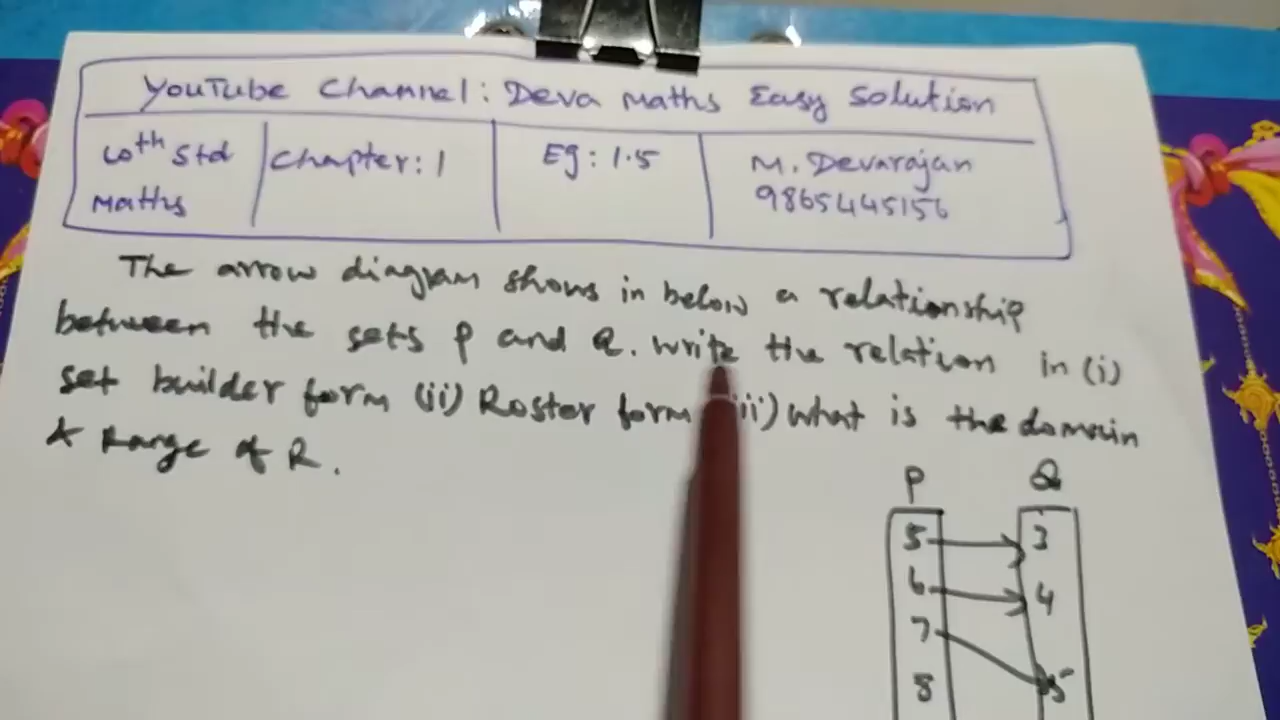 YouTube Channel: Deva Maths Easy Solution
10th Std Maths
Chapter: 1
Eg: 1.5
M. Devarajan
9865445156
The arrow diagram shows in below a relationship
between the sets P and Q. write the relation in (i)
set builder form (ii) Roster form iii) what is the domain
& Range of R.
P Q
5 3
6 4
7 5
8